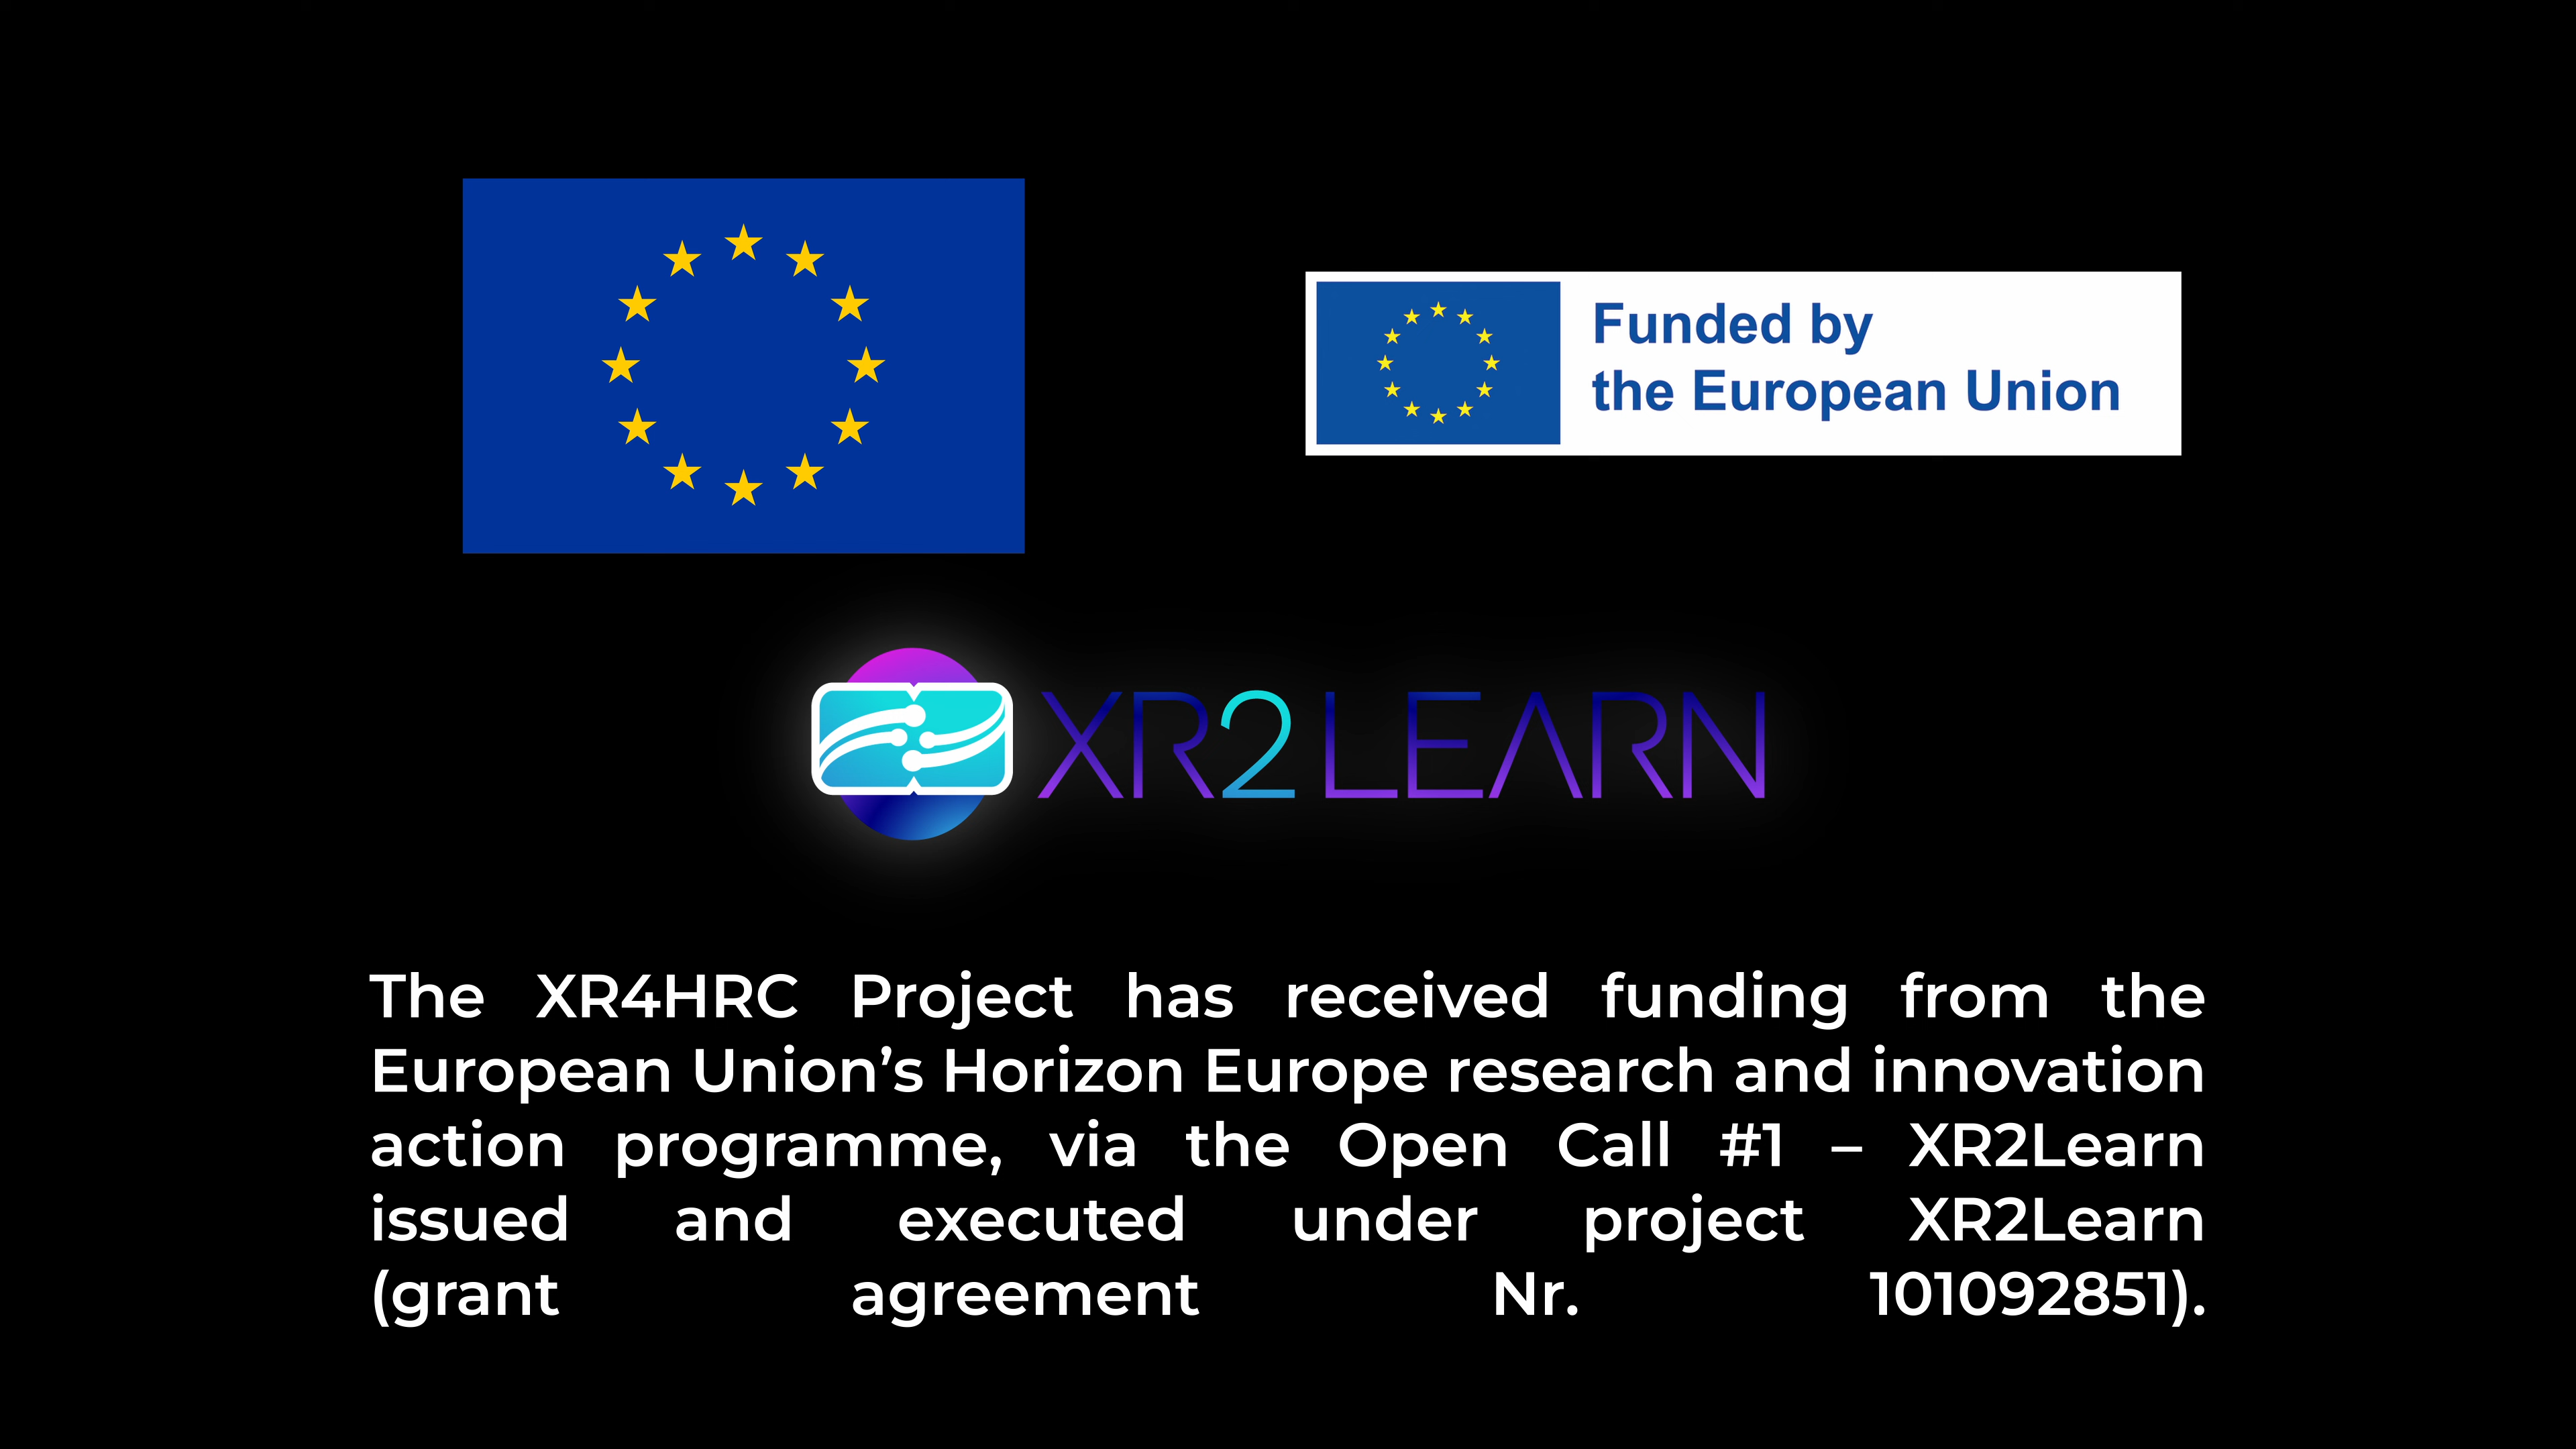 Funded by
the European Union
XR2LEARN
The XR4HRC Project has received funding from the
European Union’s Horizon Europe research and innovation
action programme, via the Open Call #1 – XR2Learn
issued and executed under project XR2Learn
(grant agreement Nr. 101092851).